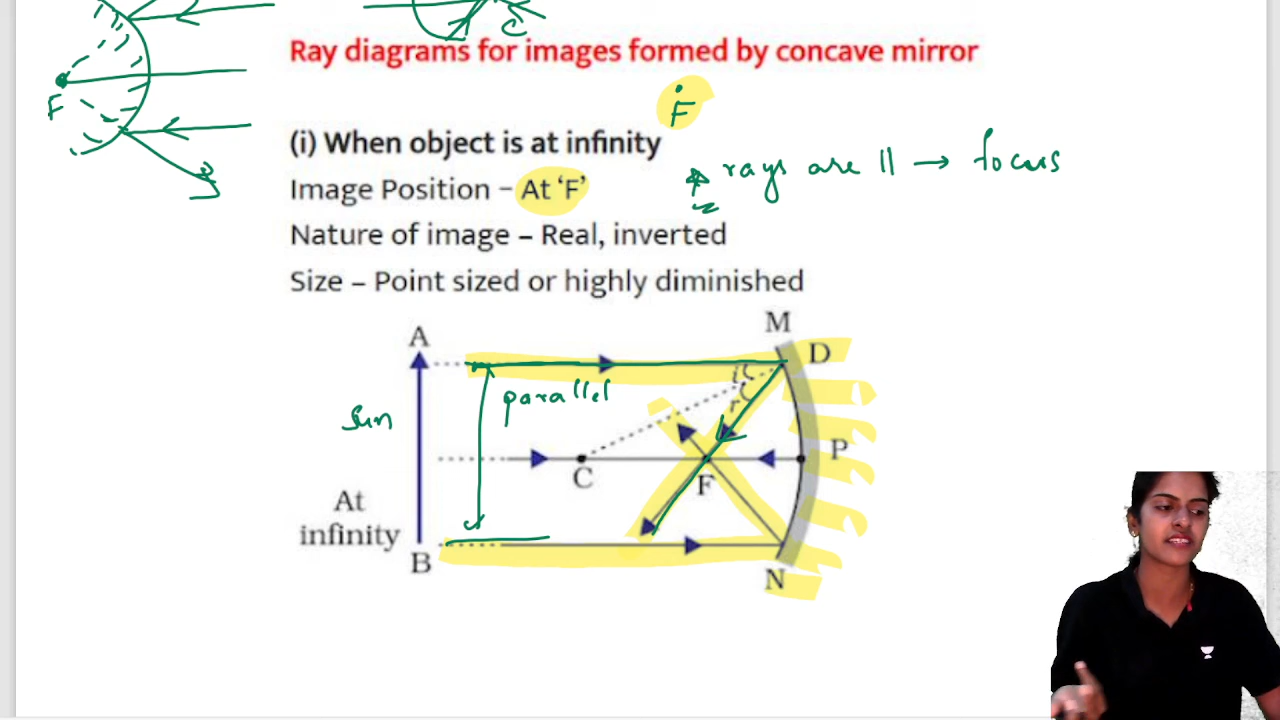 C
Ray diagrams for images formed by concave mirror
F
F
(i) When object is at infinity
rays are || → focus
Image Position – At ‘F’
Nature of image – Real, inverted
Size – Point sized or highly diminished
M
A
D
i
parallel
r
Sun
P
C
F
At
infinity
B
N